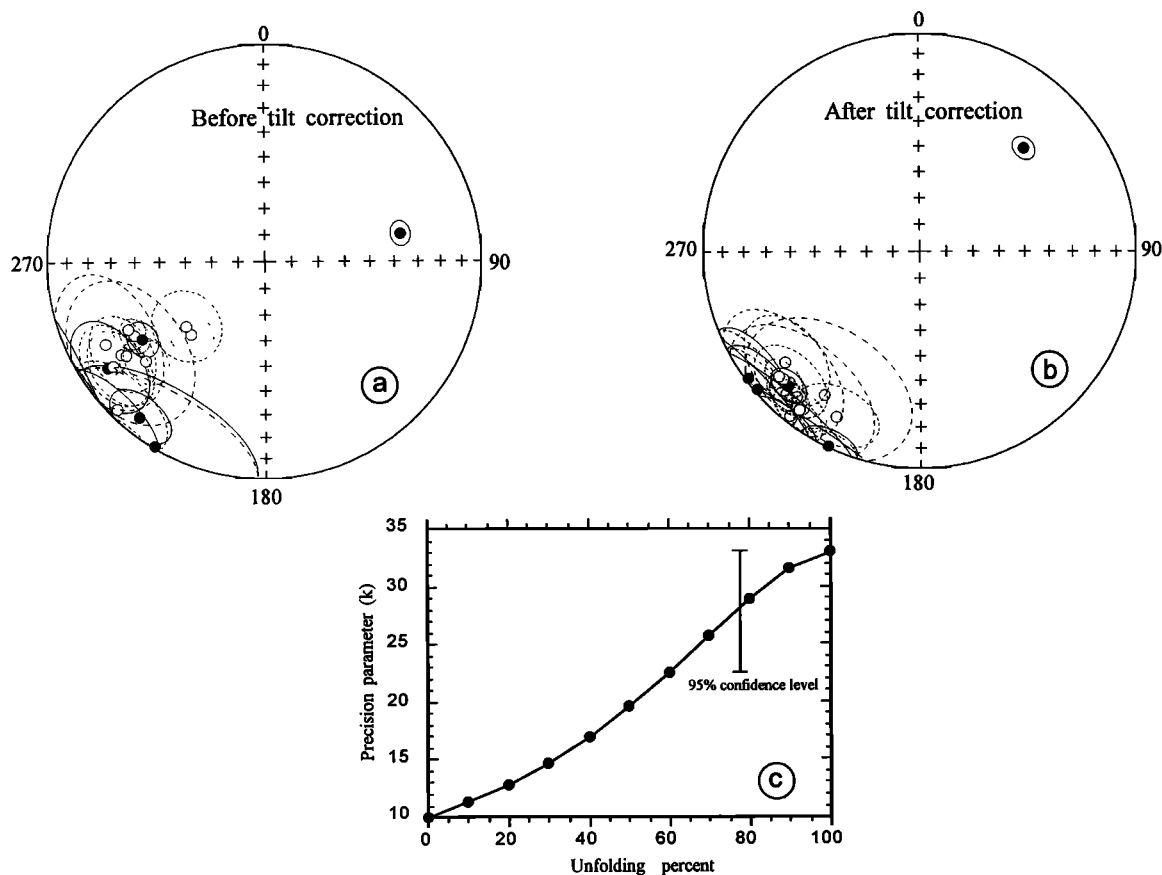 0
Before tilt correction
270
90
180
a
0
After tilt correction
270
90
180
b
35
30
25
20
15
10
Precision parameter (k)
95% confidence level
c
0
20
40
60
80
100
Unfolding percent